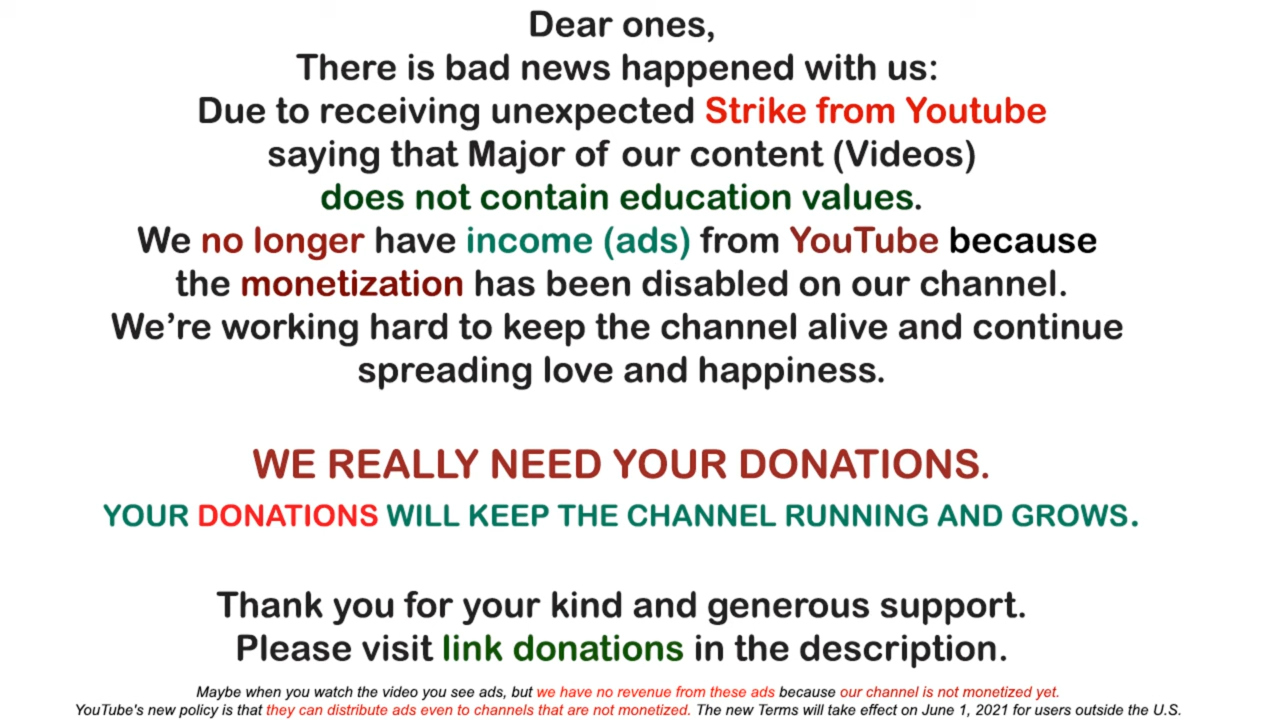 Dear ones,
There is bad news happened with us:
Due to receiving unexpected Strike from Youtube
saying that Major of our content (Videos)
does not contain education values.
We no longer have income (ads) from YouTube because
the monetization has been disabled on our channel.
We’re working hard to keep the channel alive and continue
spreading love and happiness.
WE REALLY NEED YOUR DONATIONS.
YOUR DONATIONS WILL KEEP THE CHANNEL RUNNING AND GROWS.
Thank you for your kind and generous support.
Please visit link donations in the description.
Maybe when you watch the video you see ads, but we have no revenue from these ads because our channel is not monetized yet.
YouTube's new policy is that they can distribute ads even to channels that are not monetized. The new Terms will take effect on June 1, 2021 for users outside the U.S.